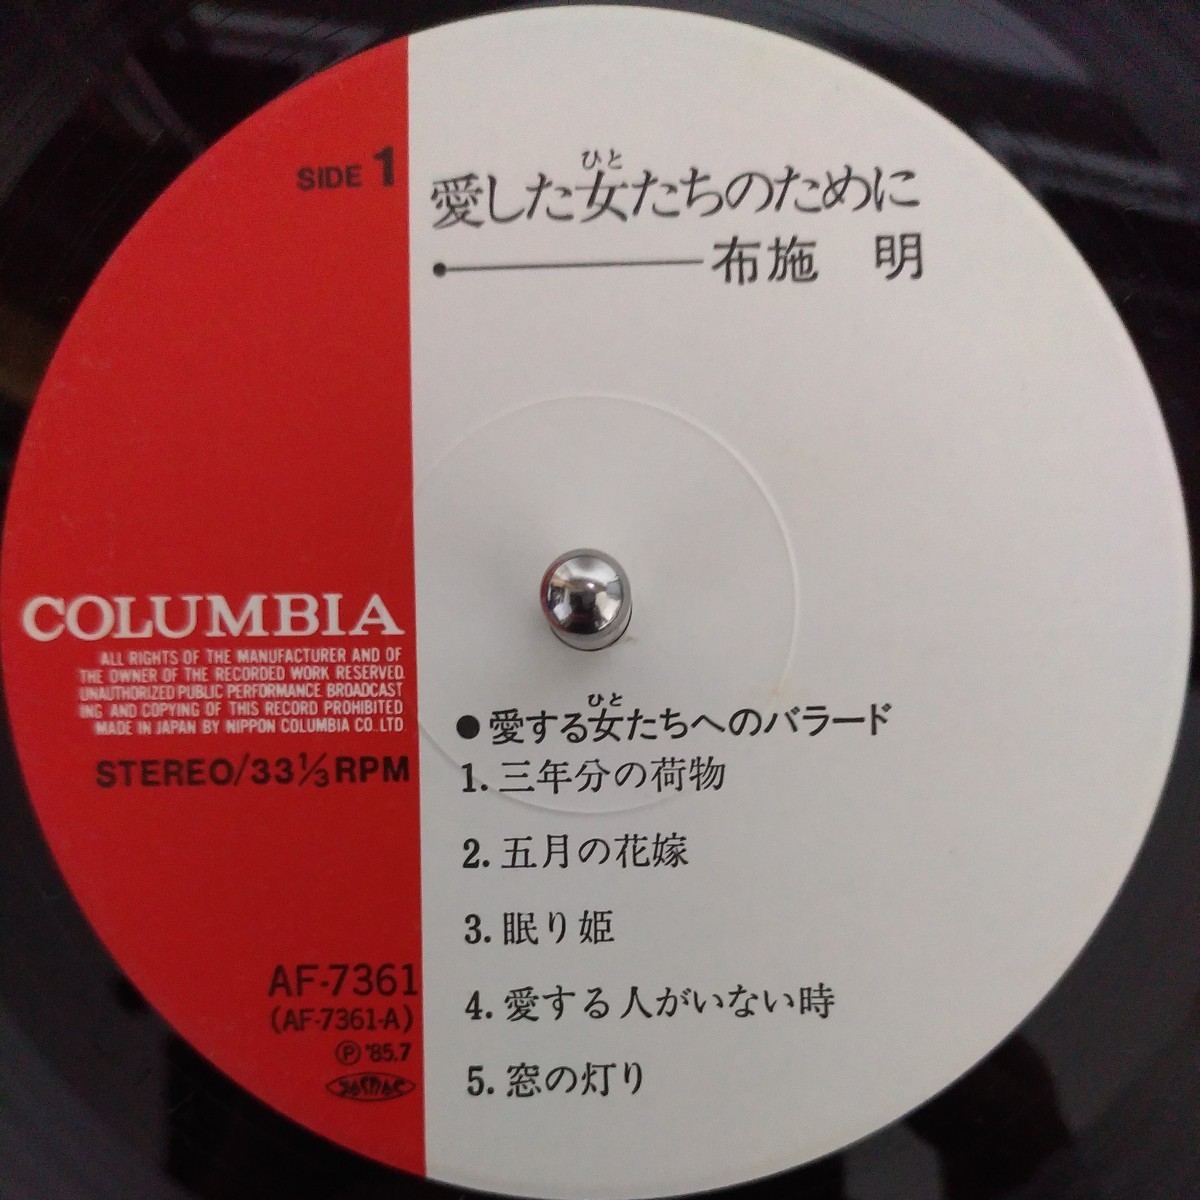 SIDE 1
愛した女たちのために
ひと
布施 明
COLUMBIA
ALL RIGHTS OF THE MANUFACTURER AND OF
THE OWNER OF THE RECORDED WORK RESERVED.
UNAUTHORIZED PUBLIC PERFORMANCE BROADCAST
ING AND COPYING OF THIS RECORD PROHIBITED
MADE IN JAPAN BY NIPPON COLUMBIA CO., LTD.
STEREO/33⅓RPM
●愛する女たちへのバラード
ひと
1. 三年分の荷物
2. 五月の花嫁
3. 眠り姫
4. 愛する人がいない時
5. 窓の灯り
AF-7361
(AF-7361-A)
Ⓟ '85.7